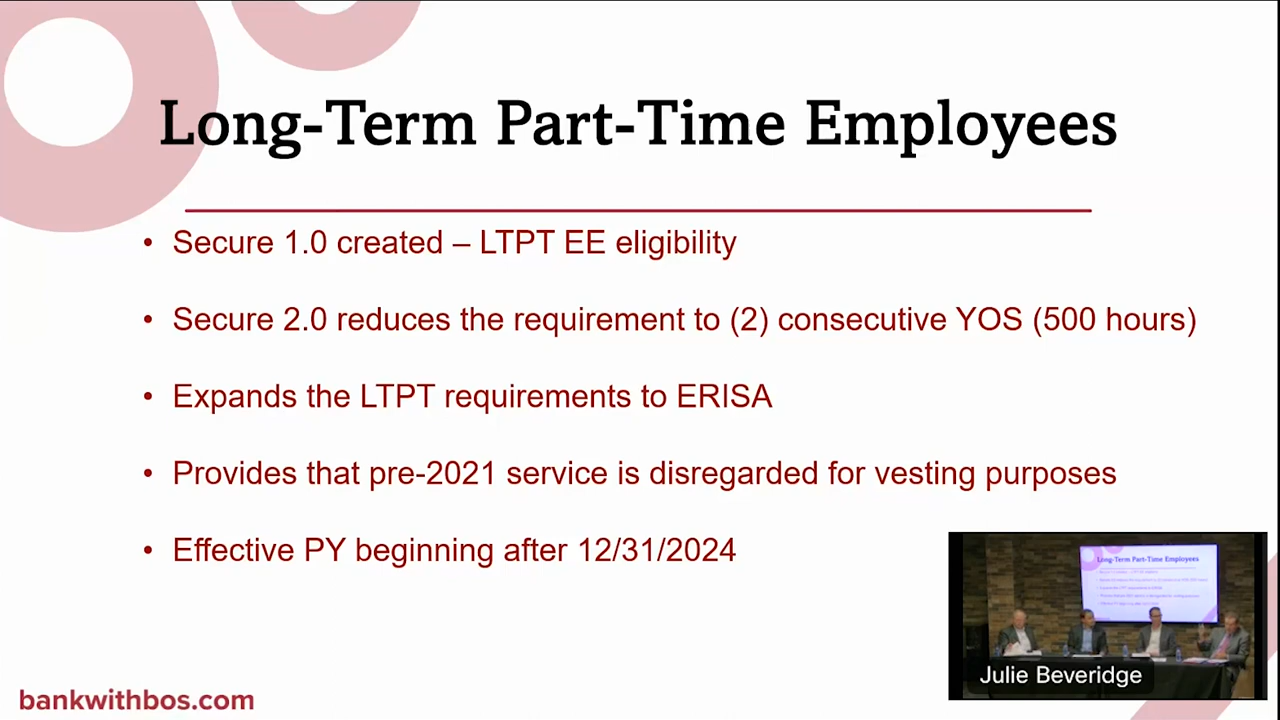 Long-Term Part-Time Employees
• Secure 1.0 created – LTPT EE eligibility
• Secure 2.0 reduces the requirement to (2) consecutive YOS (500 hours)
• Expands the LTPT requirements to ERISA
• Provides that pre-2021 service is disregarded for vesting purposes
• Effective PY beginning after 12/31/2024
Long-Term Part-Time Employees
Julie Beveridge
bankwithbos.com